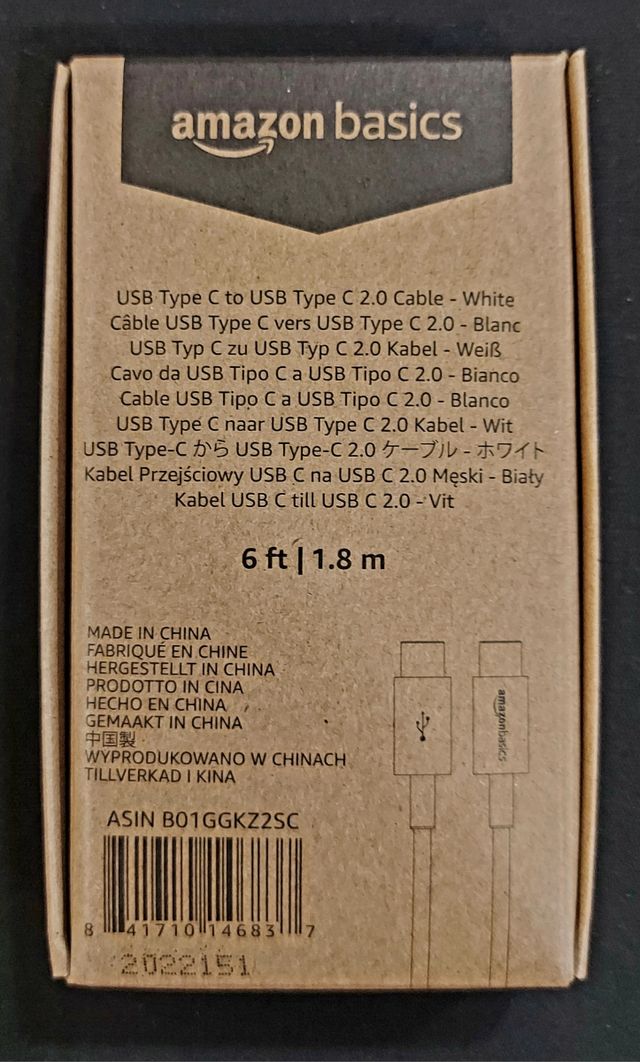 amazon basics
USB Type C to USB Type C 2.0 Cable - White
Câble USB Type C vers USB Type C 2.0 - Blanc
USB Typ C zu USB Typ C 2.0 Kabel - Weiß
Cavo da USB Tipo C a USB Tipo C 2.0 - Bianco
Cable USB Tipo C a USB Tipo C 2.0 - Blanco
USB Type C naar USB Type C 2.0 Kabel - Wit
USB Type-C から USB Type-C 2.0 ケーブル - ホワイト
Kabel Przejściowy USB C na USB C 2.0 Męski - Biały
Kabel USB C till USB C 2.0 - Vit
6 ft | 1.8 m
MADE IN CHINA
FABRIQUÉ EN CHINE
HERGESTELLT IN CHINA
PRODOTTO IN CINA
HECHO EN CHINA
GEMAAKT IN CHINA
中国製
WYPRODUKOWANO W CHINACH
TILLVERKAD I KINA
amazonbasics
ASIN B01GGKZ2SC
8 41710 14683 7
2022151